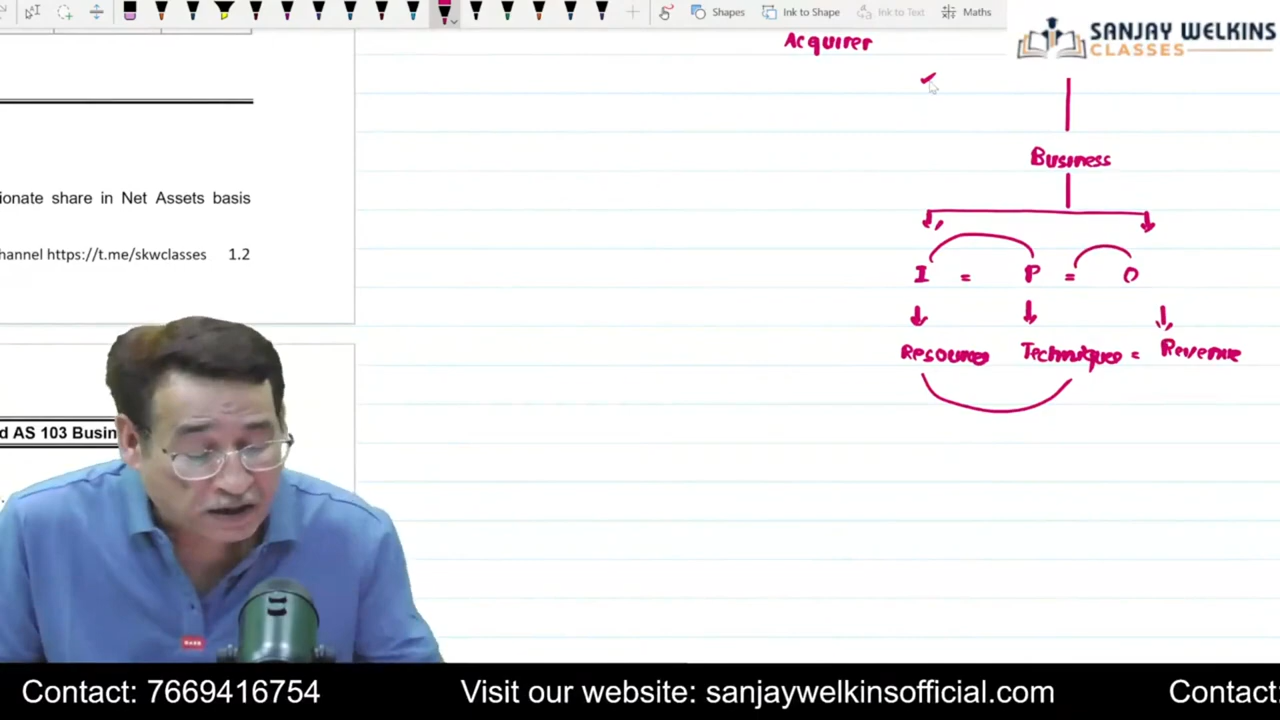 Shapes Ink to Shape Ink to Text Maths
SANJAY WELKINS
CLASSES
Acquirer
Business
ionate share in Net Assets basis
hannel https://t.me/skwclasses 1.2
I = P = O
Resources Techniques = Revenue
d AS 103 Busin
Contact: 7669416754 Visit our website: sanjaywelkinsofficial.com Contact: